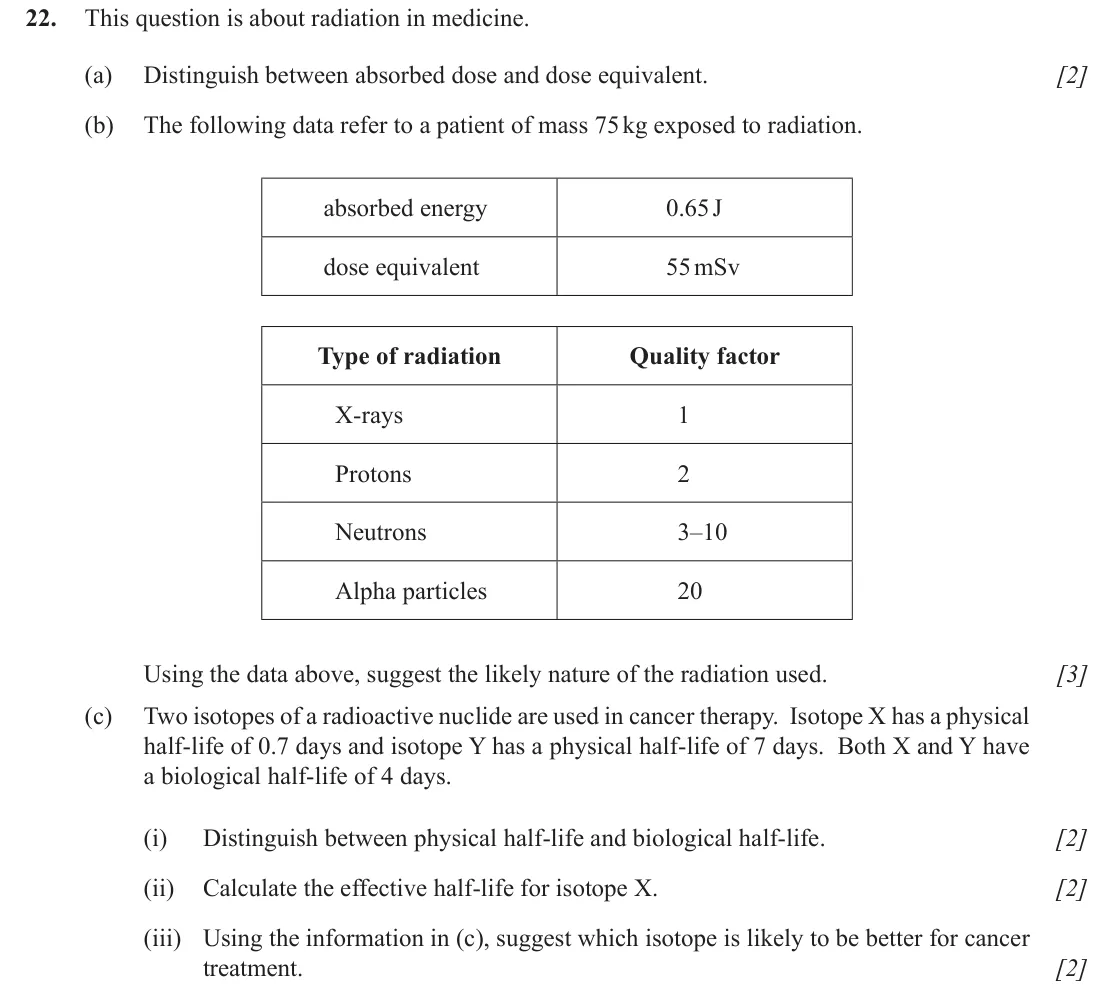 22. This question is about radiation in medicine.
(a) Distinguish between absorbed dose and dose equivalent. [2]
(b) The following data refer to a patient of mass 75 kg exposed to radiation.
absorbed energy 0.65 J
dose equivalent 55 mSv
Type of radiation Quality factor
X-rays 1
Protons 2
Neutrons 3–10
Alpha particles 20
Using the data above, suggest the likely nature of the radiation used. [3]
(c) Two isotopes of a radioactive nuclide are used in cancer therapy. Isotope X has a physical
half-life of 0.7 days and isotope Y has a physical half-life of 7 days. Both X and Y have
a biological half-life of 4 days.
(i) Distinguish between physical half-life and biological half-life. [2]
(ii) Calculate the effective half-life for isotope X. [2]
(iii) Using the information in (c), suggest which isotope is likely to be better for cancer
treatment. [2]